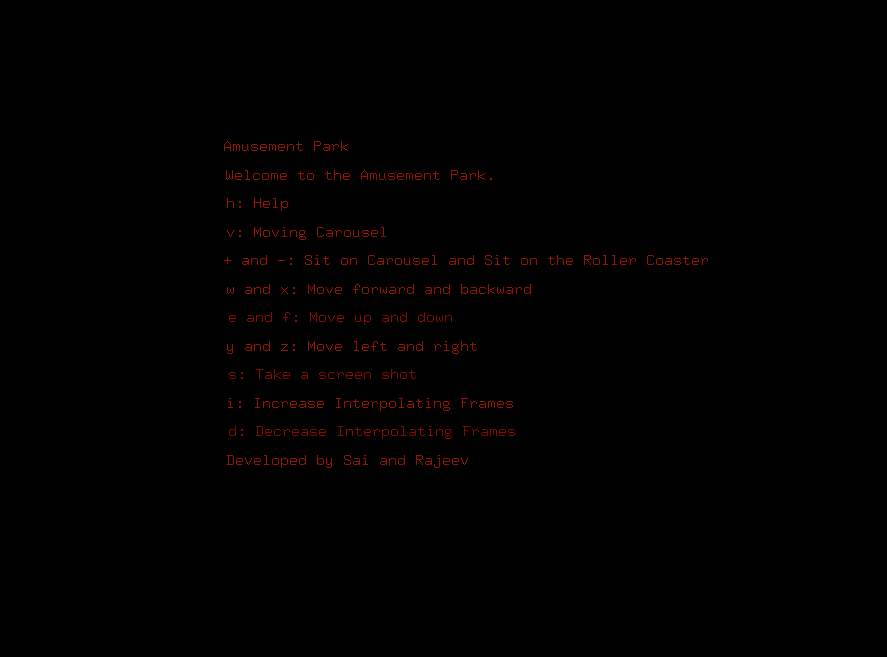 Amusement Park
Welcome to the Amusement Park.
h: Help
v: Moving Carousel
+ and -: Sit on Carousel and Sit on the Roller Coaster
w and x: Move forward and backward
e and f: Move up and down
y and z: Move left and right
s: Take a screen shot
i: Increase Interpolating Frames
d: Decrease Interpolating Frames
Developed by Sai and Rajeev